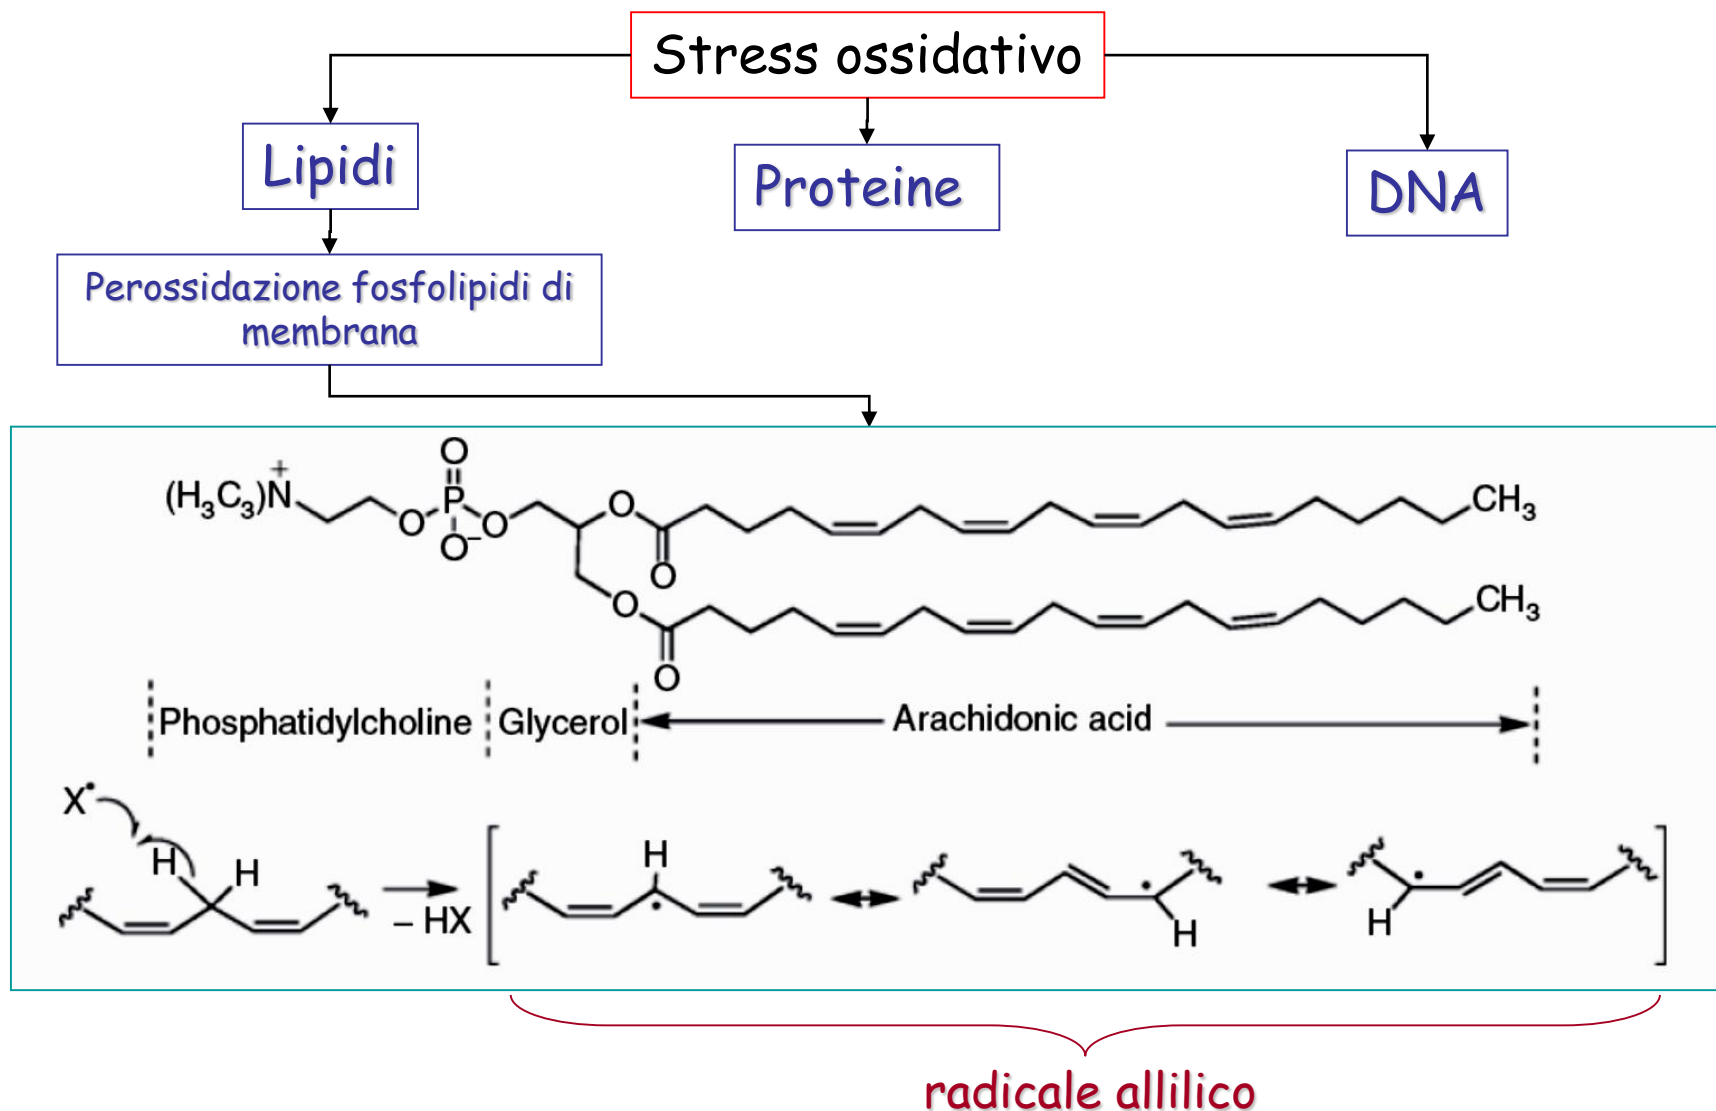 Stress ossidativo
Lipidi
Proteine
DNA
Perossidazione fosfolipidi di
membrana
(H₃C₃)N⁺
O
P
O
O⁻
O
O
O
CH₃
O
O
CH₃
Phosphatidylcholine
Glycerol
Arachidonic acid
X•
H
H
– HX
H
•
•
H
•
H
radicale allilico